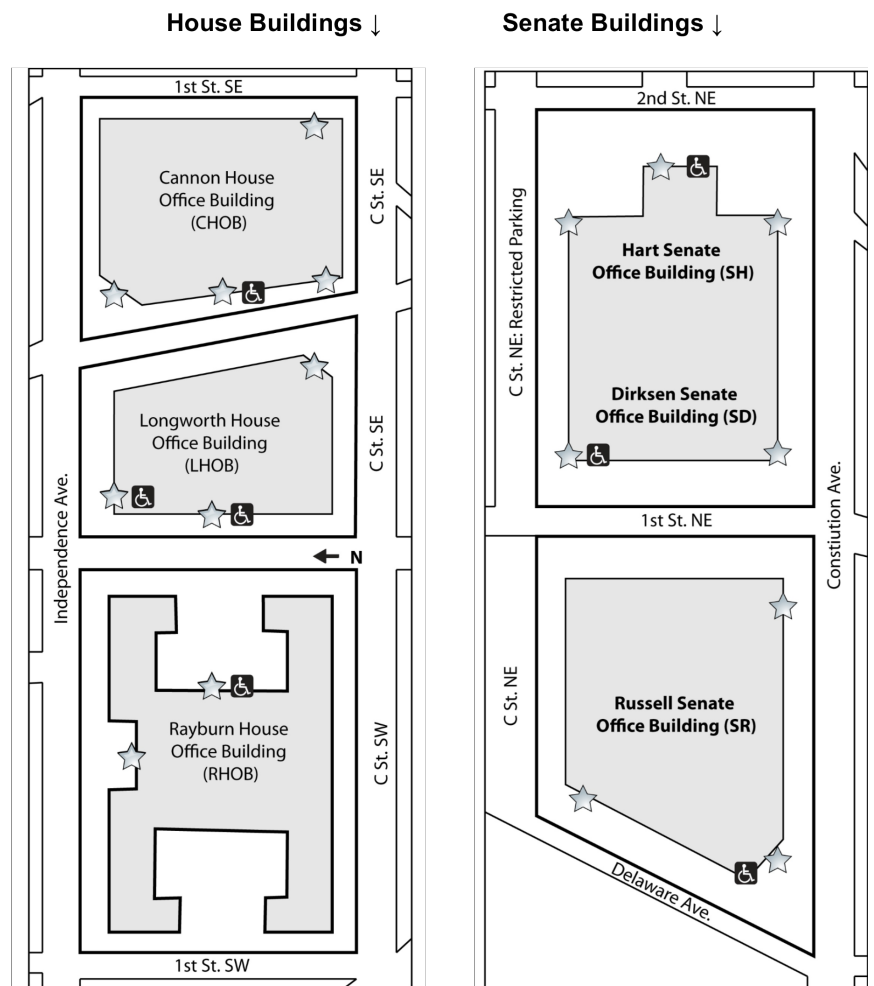 House Buildings ↓
Senate Buildings ↓
1st St. SE
Cannon House
Office Building
(CHOB)
C St. SE
Longworth House
Office Building
(LHOB)
C St. SE
Independence Ave.
N
Rayburn House
Office Building
(RHOB)
C St. SW
1st St. SW
2nd St. NE
C St. NE: Restricted Parking
Hart Senate
Office Building (SH)
Dirksen Senate
Office Building (SD)
Constiution Ave.
1st St. NE
C St. NE
Russell Senate
Office Building (SR)
Delaware Ave.